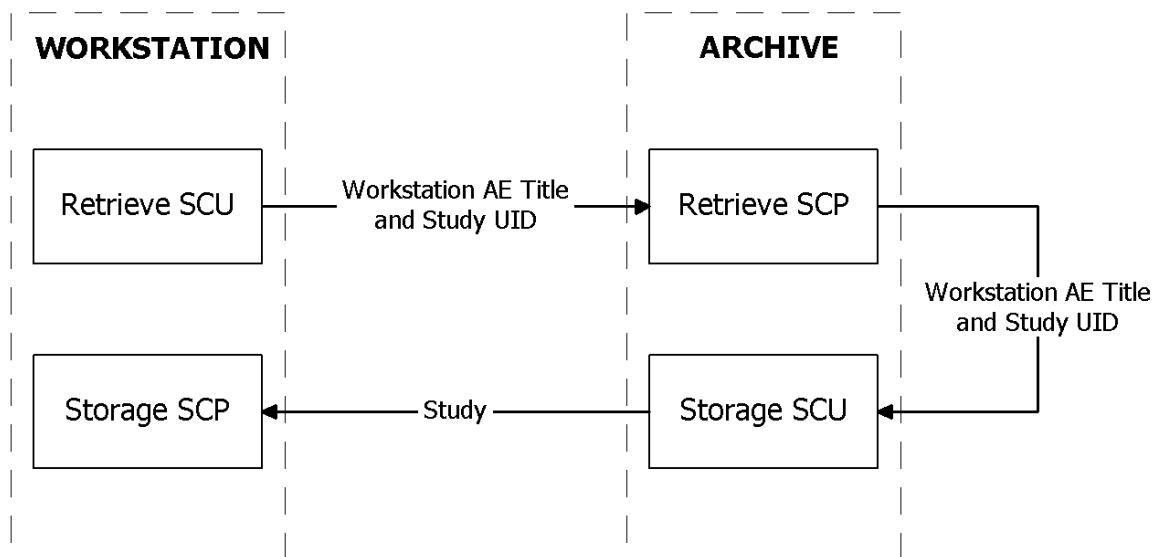 WORKSTATION
ARCHIVE
Retrieve SCU
Workstation AE Title
and Study UID
Retrieve SCP
Workstation AE Title
and Study UID
Storage SCP
Study
Storage SCU